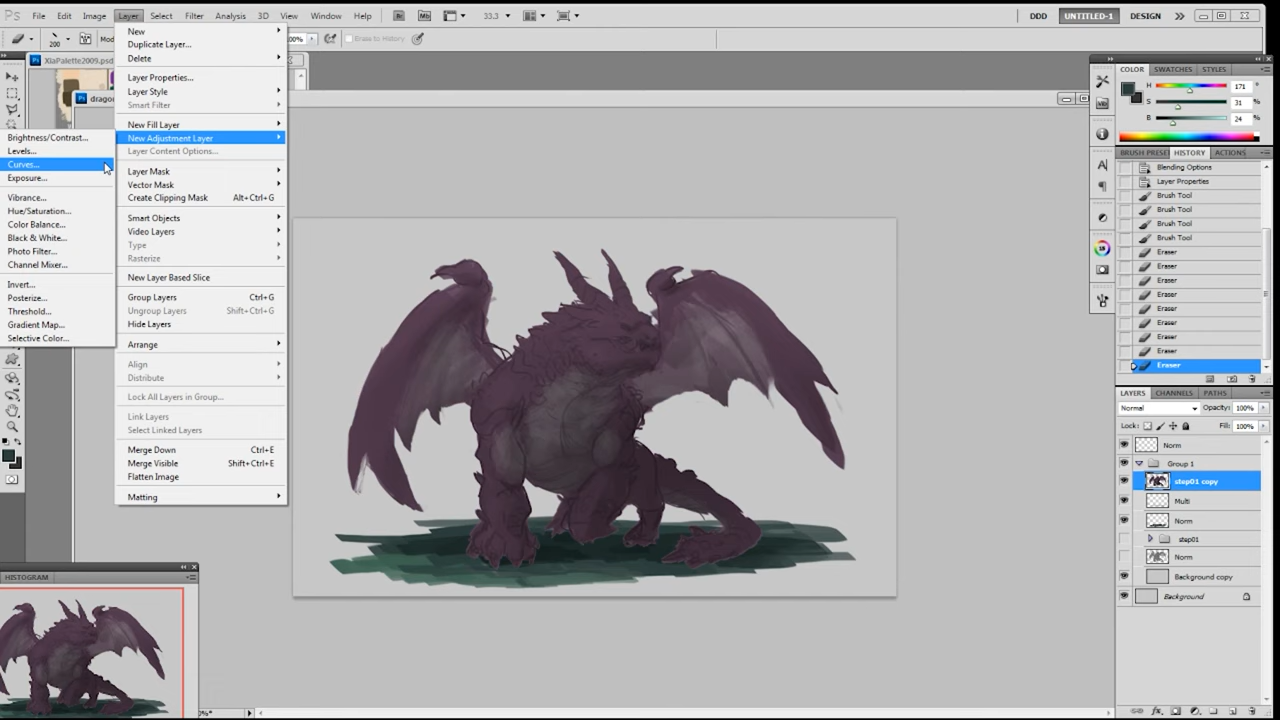 Ps File Edit Image Layer Select Filter Analysis 3D View Window Help Br Mb 33.3 DDD UNTITLED-1 DESIGN
200 Erase to History
XiaPalette2009.psd
New
Duplicate Layer...
Delete
Layer Properties...
Layer Style
Smart Filter
New Fill Layer
New Adjustment Layer
Layer Content Options...
Layer Mask
Vector Mask
Create Clipping Mask Alt+Ctrl+G
Smart Objects
Video Layers
Type
Rasterize
New Layer Based Slice
Group Layers Ctrl+G
Ungroup Layers Shift+Ctrl+G
Hide Layers
Arrange
Align
Distribute
Lock All Layers in Group...
Link Layers
Select Linked Layers
Merge Down Ctrl+E
Merge Visible Shift+Ctrl+E
Flatten Image
Matting
Brightness/Contrast...
Levels...
Curves...
Exposure...
Vibrance...
Hue/Saturation...
Color Balance...
Black & White...
Photo Filter...
Channel Mixer...
Invert...
Posterize...
Threshold...
Gradient Map...
Selective Color...
HISTOGRAM
COLOR SWATCHES STYLES
H 171 °
S 31 %
B 24 %
BRUSH PRESE HISTORY ACTIONS
Blending Options
Layer Properties
Brush Tool
Brush Tool
Brush Tool
Brush Tool
Eraser
Eraser
Eraser
Eraser
Eraser
Eraser
Eraser
Eraser
Eraser
LAYERS CHANNELS PATHS
Normal Opacity: 100%
Lock: Fill: 100%
Norm
Group 1
step01 copy
Multi
Norm
step01
Norm
Background copy
Background